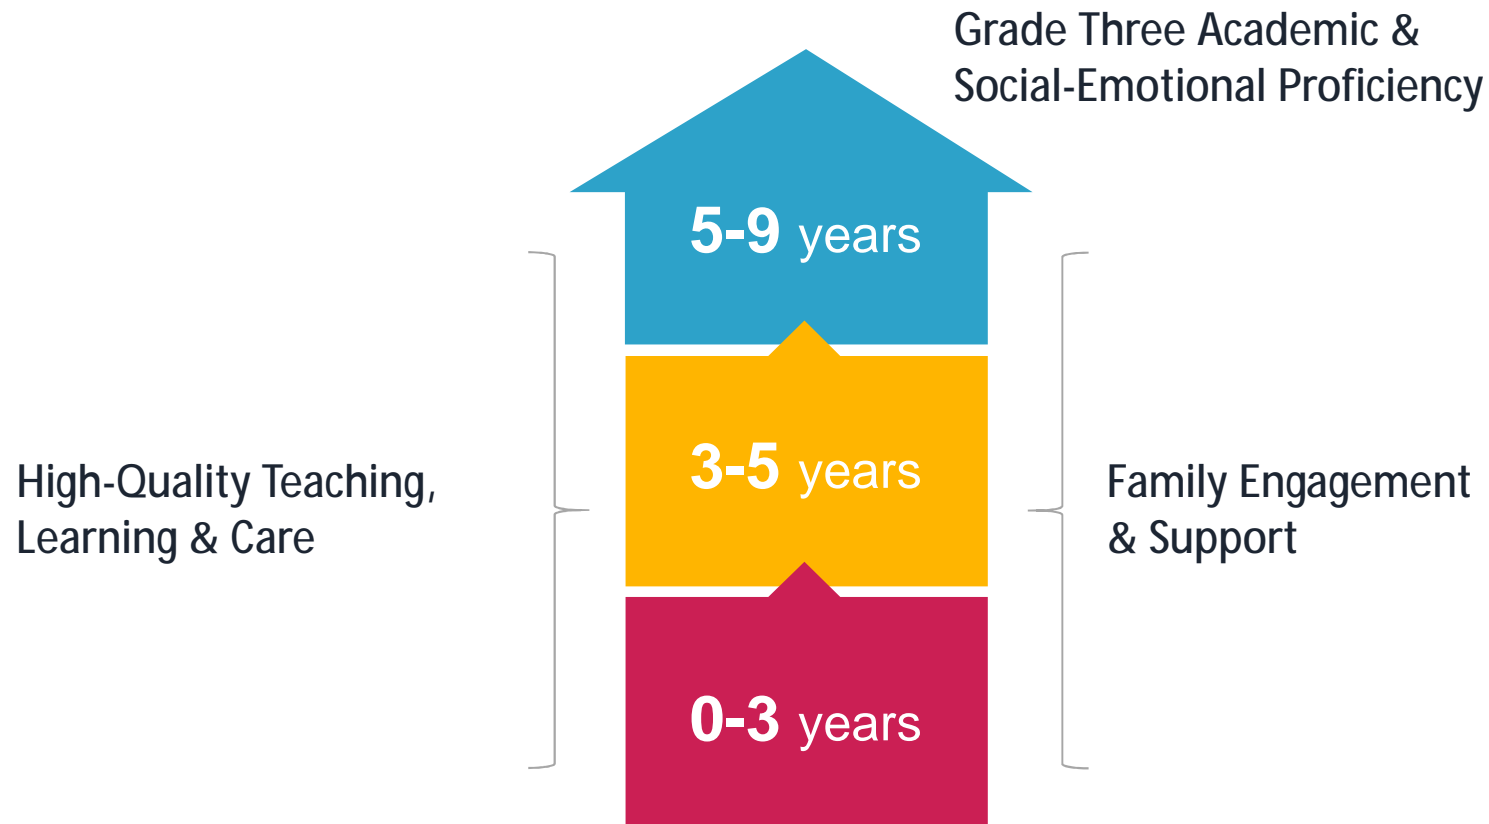 Grade Three Academic &
Social-Emotional Proficiency
5-9 years
3-5 years
High-Quality Teaching,
Learning & Care
Family Engagement
& Support
0-3 years